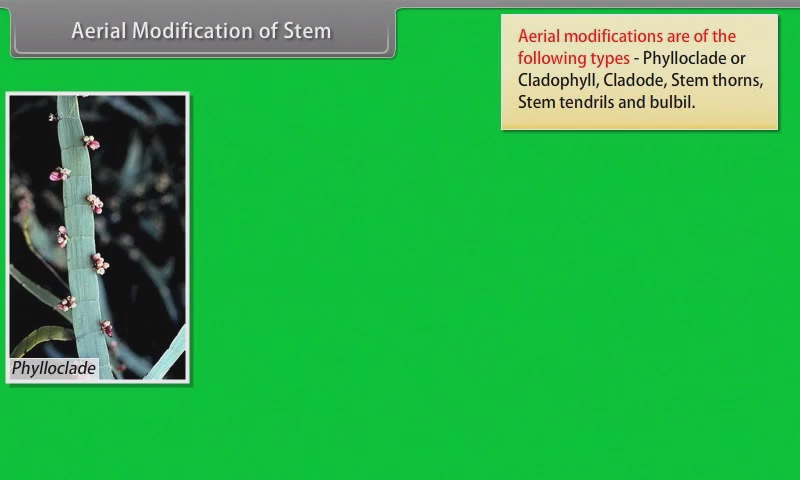 Aerial Modification of Stem
Aerial modifications are of the
following types - Phylloclade or
Cladophyll, Cladode, Stem thorns,
Stem tendrils and bulbil.
Phylloclade